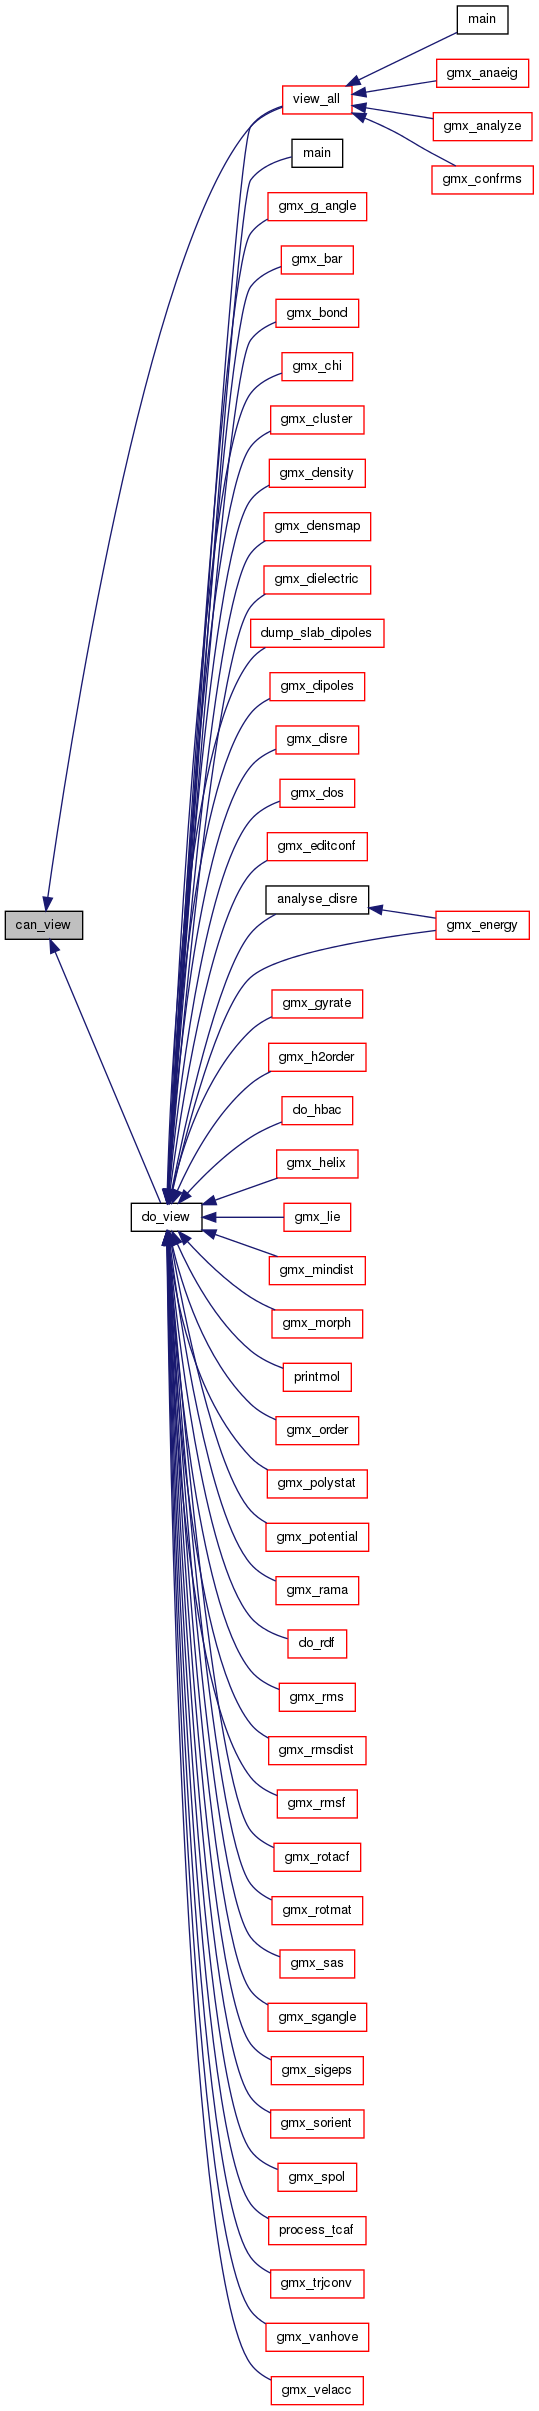 main
gmx_anaeig
view_all
gmx_analyze
main
gmx_confrms
gmx_g_angle
gmx_bar
gmx_bond
gmx_chi
gmx_cluster
gmx_density
gmx_densmap
gmx_dielectric
dump_slab_dipoles
gmx_dipoles
gmx_disre
gmx_dos
gmx_editconf
analyse_disre
can_view
gmx_energy
gmx_gyrate
gmx_h2order
do_hbac
gmx_helix
do_view
gmx_lie
gmx_mindist
gmx_morph
printmol
gmx_order
gmx_polystat
gmx_potential
gmx_rama
do_rdf
gmx_rms
gmx_rmsdist
gmx_rmsf
gmx_rotacf
gmx_rotmat
gmx_sas
gmx_sgangle
gmx_sigeps
gmx_sorient
gmx_spol
process_tcaf
gmx_trjconv
gmx_vanhove
gmx_velacc